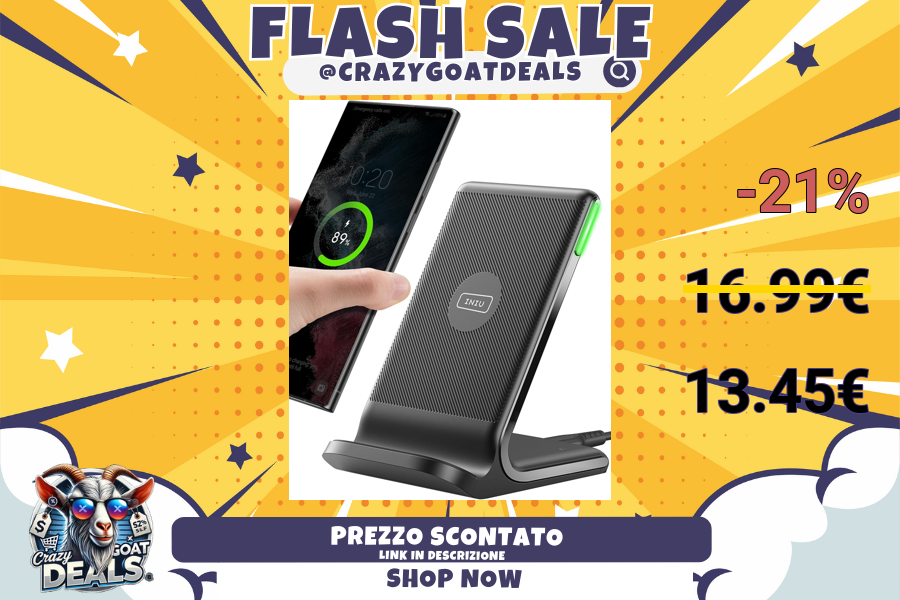 FLASH SALE
@CRAZYGOATDEALS
-21%
10:20
89%
INIU
16.99€
13.45€
$
52%
Crazy
GOAT
DEALS
PREZZO SCONTATO
LINK IN DESCRIZIONE
SHOP NOW